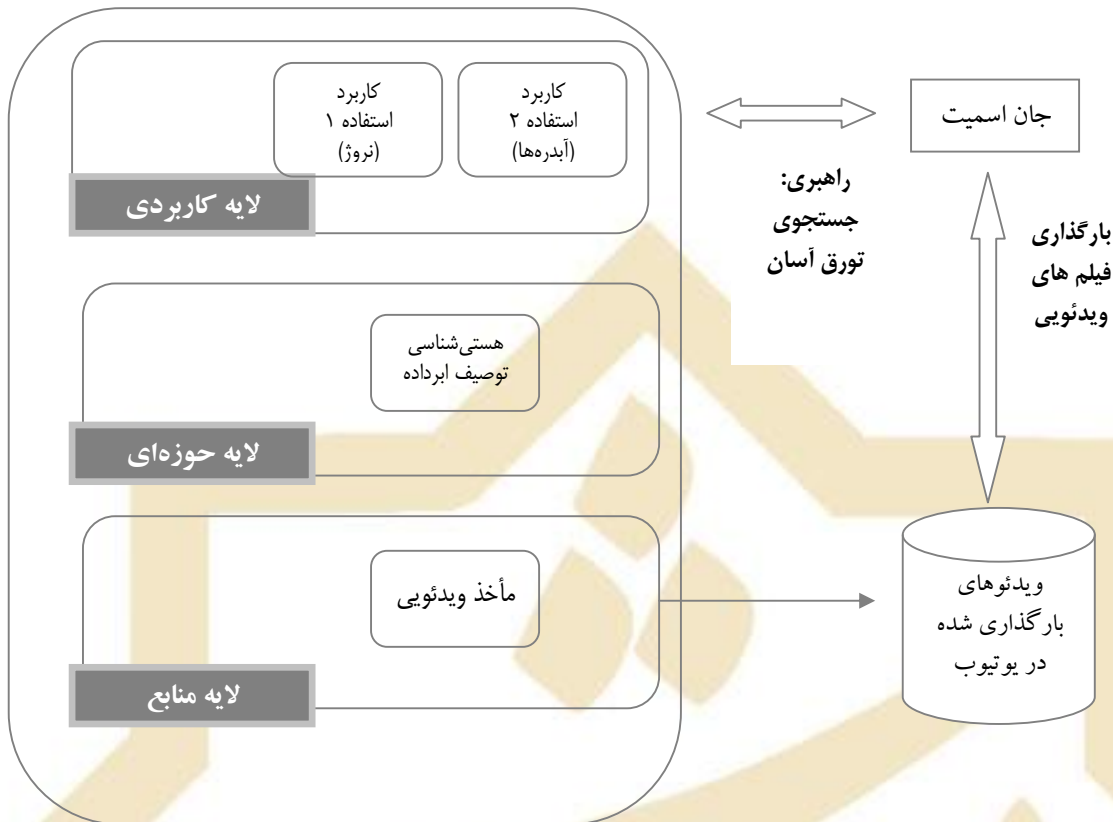 کاربرد
استفاده ۲
(آبدره‌ها)
کاربرد
استفاده ۱
(نروژ)
لایه کاربردی
جان اسمیت
راهبری:
جستجوی
تورق آسان
بارگذاری
فیلم های
ویدئویی
هستی‌شناسی
توصیف ابرداده
لایه حوزه‌ای
مأخذ ویدئویی
لایه منابع
ویدئوهای
بارگذاری شده
در یوتیوب